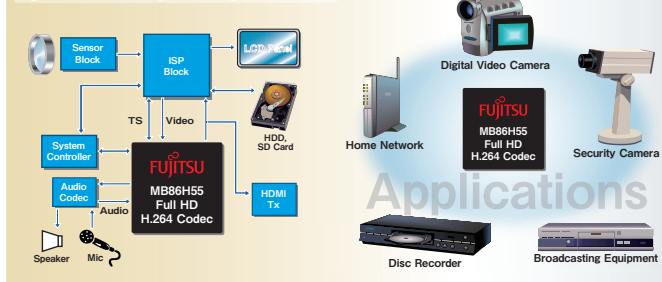 Sensor
Block
ISP
Block
LCD Panel
TS
Video
HDD,
SD Card
System
Controller
FUJITSU
MB86H55
Full HD
H.264 Codec
Audio
Codec
Audio
HDMI
Tx
Speaker
Mic
Digital Video Camera
Home Network
FUJITSU
MB86H55
Full HD
H.264 Codec
Security Camera
Applications
Disc Recorder
Broadcasting Equipment